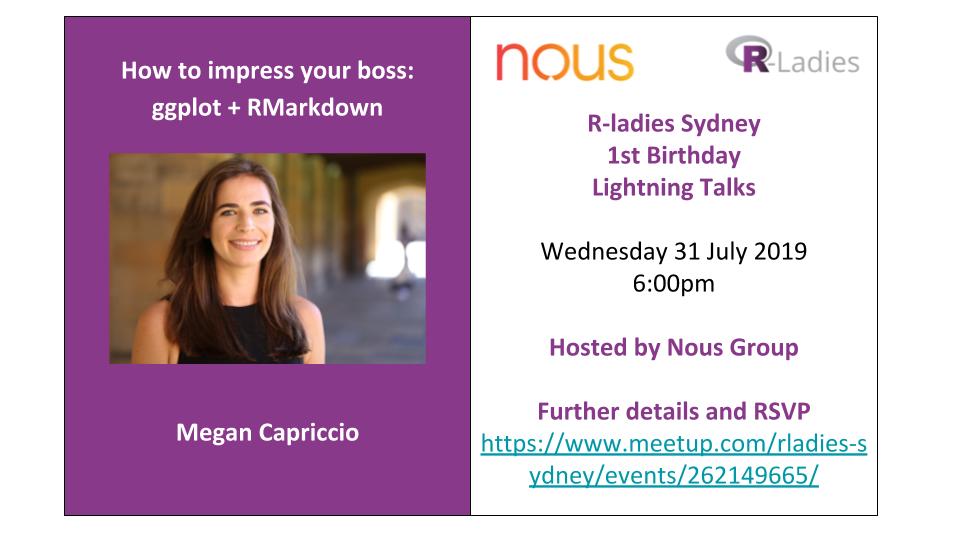 How to impress your boss:
ggplot + RMarkdown
Megan Capriccio
nous
R-Ladies
R-ladies Sydney
1st Birthday
Lightning Talks
Wednesday 31 July 2019
6:00pm
Hosted by Nous Group
Further details and RSVP
https://www.meetup.com/rladies-s
ydney/events/262149665/